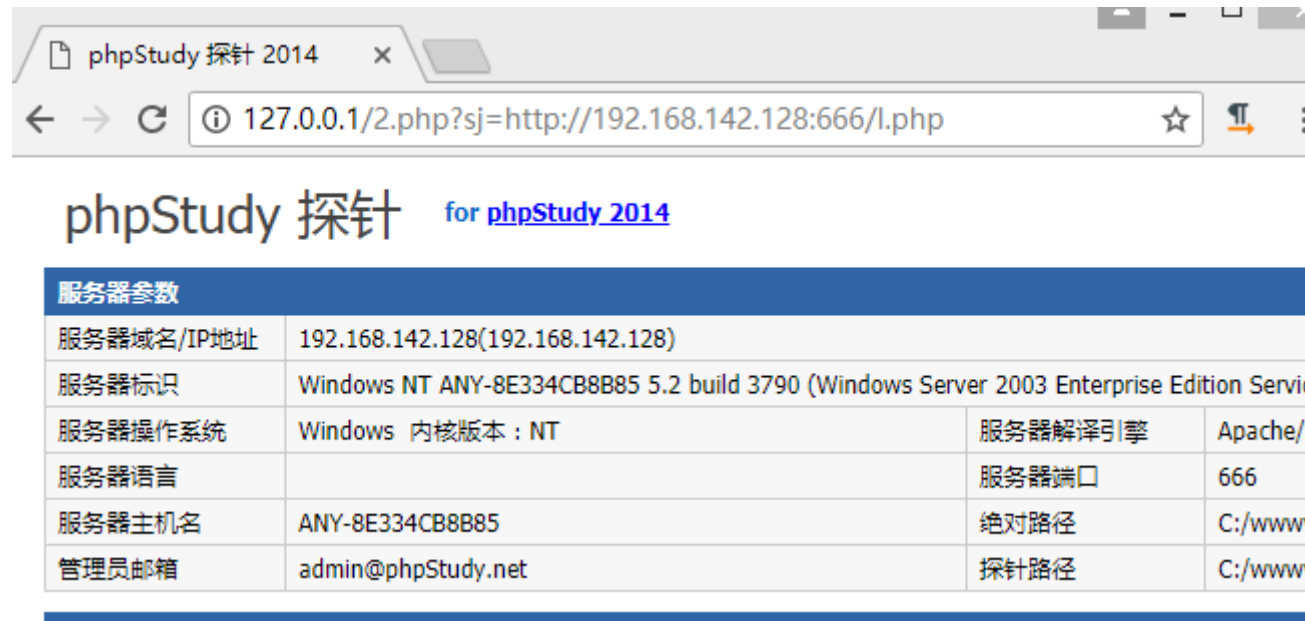 phpStudy 探针 2014
127.0.0.1/2.php?sj=http://192.168.142.128:666/l.php
phpStudy 探针 for phpStudy 2014
服务器参数
服务器域名/IP地址 192.168.142.128(192.168.142.128)
服务器标识 Windows NT ANY-8E334CB8B85 5.2 build 3790 (Windows Server 2003 Enterprise Edition
服务器操作系统 Windows 内核版本：NT 服务器解译引擎 Apache/
服务器语言 服务器端口 666
服务器主机名 ANY-8E334CB8B85 绝对路径 C:/www
管理员邮箱 admin@phpStudy.net 探针路径 C:/www